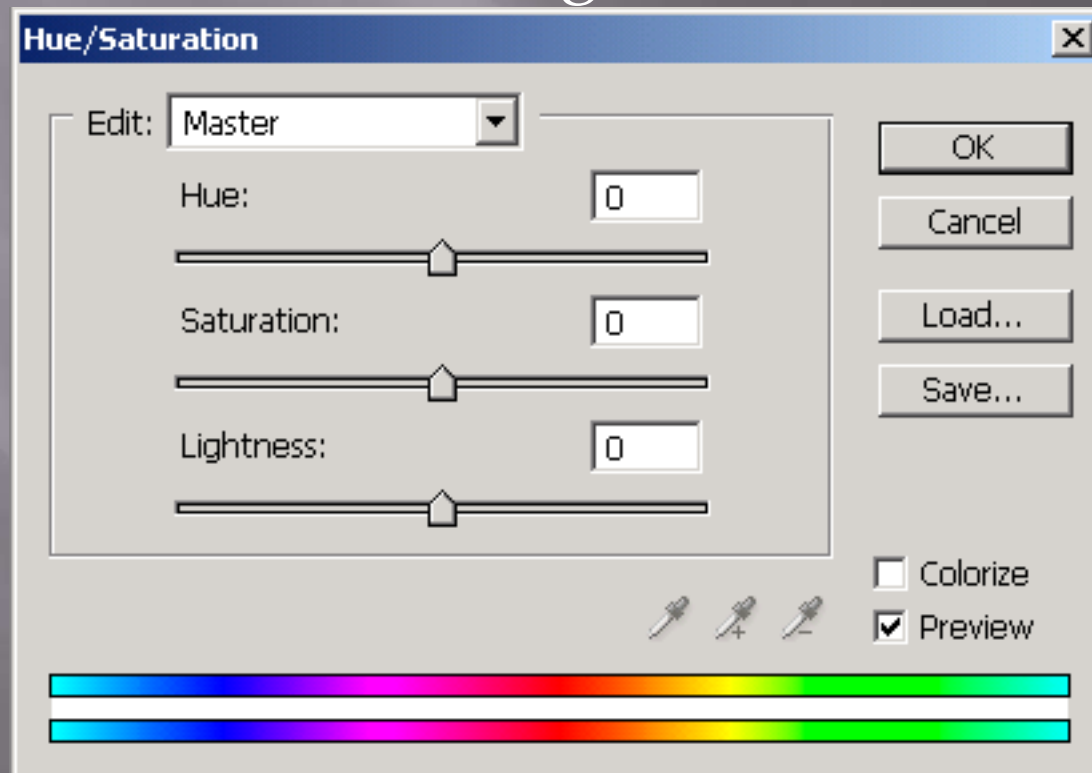 Hue/Saturation
Edit: Master
OK
Hue: 0
Cancel
Saturation: 0
Load...
Save...
Lightness: 0
Colorize
Preview